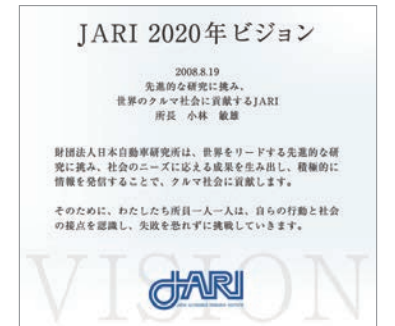 JARI 2020年ビジョン
2008.8.19
先進的な研究に挑み、
世界のクルマ社会に貢献するJARI
所長 小林 敏雄
財団法人日本自動車研究所は、世界をリードする先進的な研
究に挑み、社会のニーズに応える成果を生み出し、積極的に
情報を発信することで、クルマ社会に貢献します。
そのために、わたしたち所員一人一人は、自らの行動と社会
の接点を認識し、失敗を恐れずに挑戦していきます。
VISION
JARI
JAPAN AUTOMOBILE RESEARCH INSTITUTE